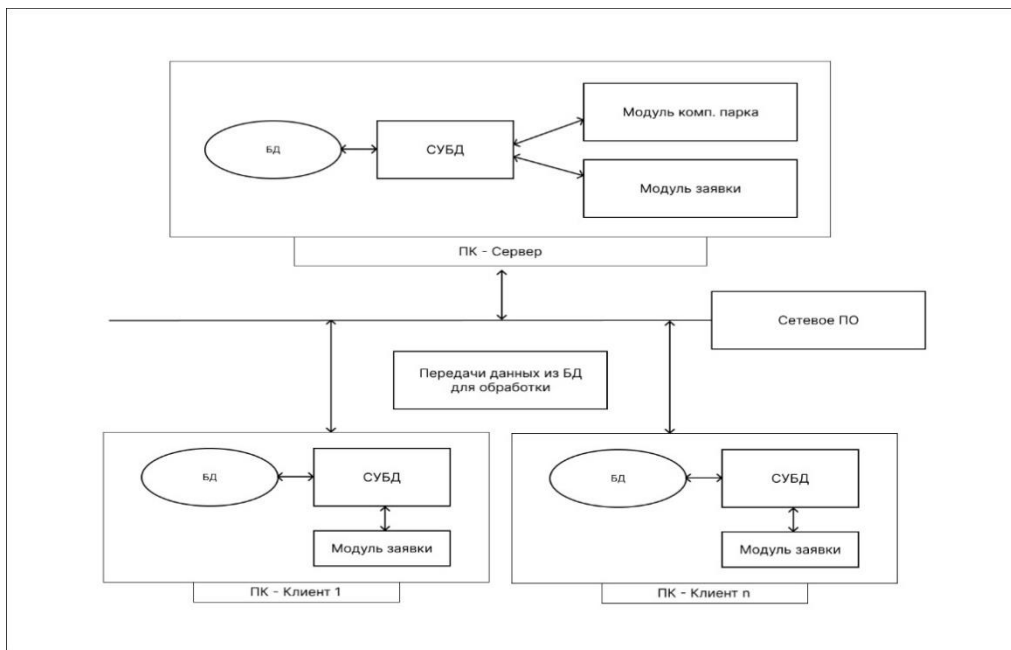 Модуль комп. парка
БД
СУБД
Модуль заявки
ПК - Сервер
Сетевое ПО
Передачи данных из БД
для обработки
БД
СУБД
Модуль заявки
ПК - Клиент 1
БД
СУБД
Модуль заявки
ПК - Клиент n